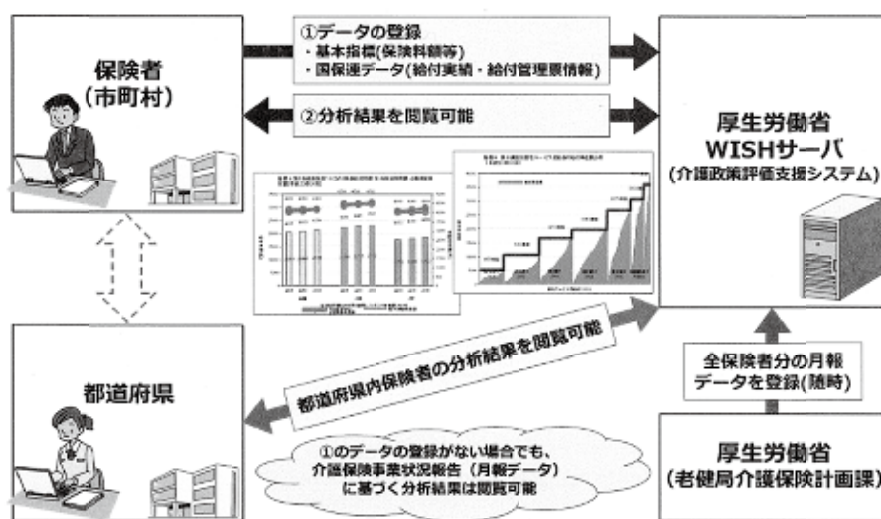 ①データの登録
・基本指標(保険料額等)
・国保連データ(給付実績・給付管理票情報)
保険者
(市町村)
②分析結果を閲覧可能
厚生労働省
WISHサーバ
(介護政策評価支援システム)
都道府県内保険者の分析結果を閲覧可能
全保険者分の月報
データを登録(随時)
都道府県
①のデータの登録がない場合でも、
介護保険事業状況報告（月報データ）
に基づく分析結果は閲覧可能
厚生労働省
(老健局介護保険計画課)